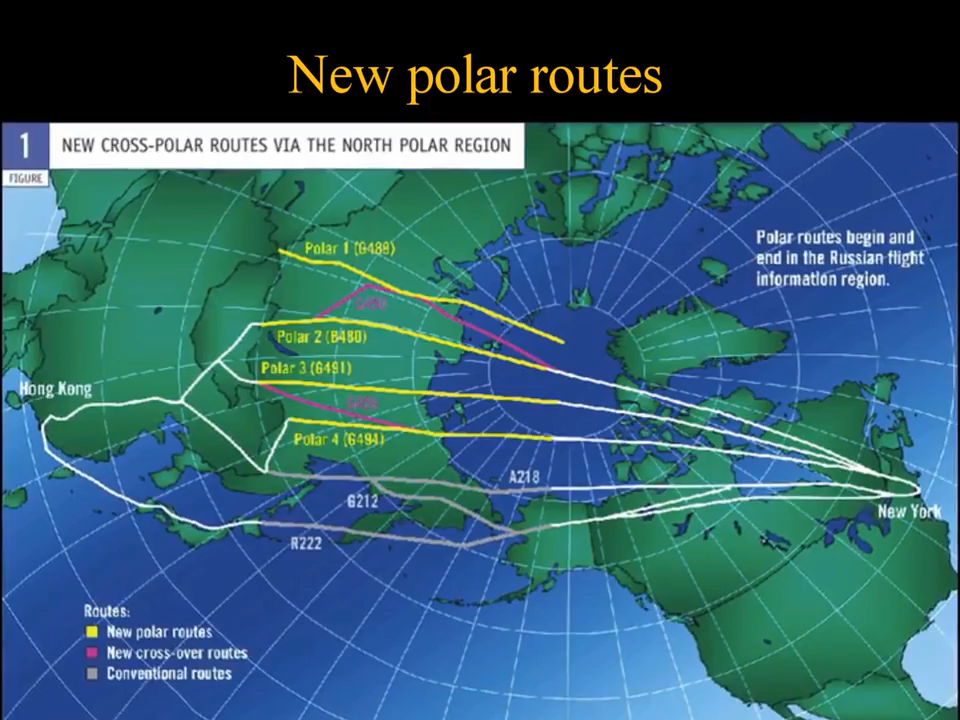 New polar routes
1
FIGURE
NEW CROSS-POLAR ROUTES VIA THE NORTH POLAR REGION
Polar routes begin and
end in the Russian flight
information region.
Polar 1 (G489)
Polar 2 (B480)
Polar 3 (G491)
Hong Kong
Polar 4 (G494)
A218
G212
New York
R222
Routes:
New polar routes
New cross-over routes
Conventional routes